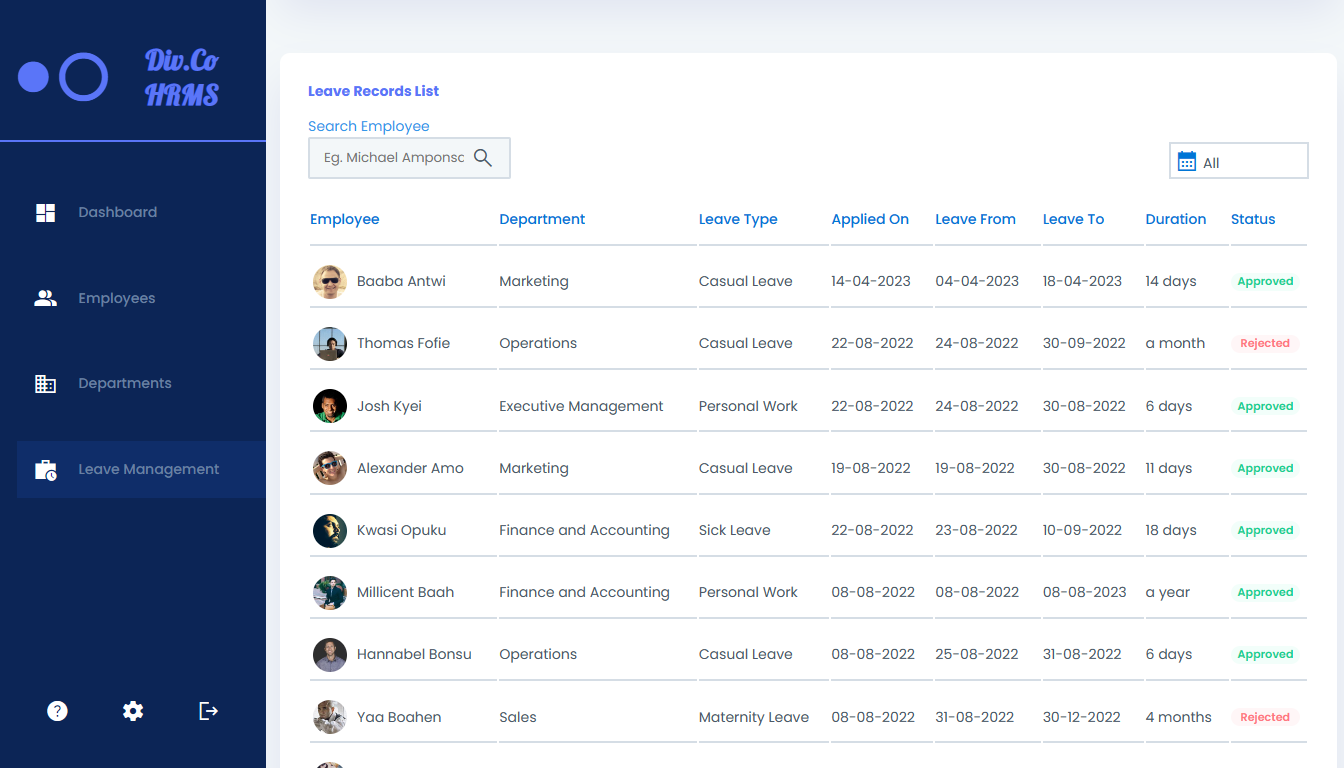 Div.Co
HRMS
Dashboard
Employees
Departments
Leave Management
Leave Records List
Search Employee
Eg. Michael Amponsc
All
Employee Department Leave Type Applied On Leave From Leave To Duration Status
Baaba Antwi Marketing Casual Leave 14-04-2023 04-04-2023 18-04-2023 14 days Approved
Thomas Fofie Operations Casual Leave 22-08-2022 24-08-2022 30-09-2022 a month Rejected
Josh Kyei Executive Management Personal Work 22-08-2022 24-08-2022 30-08-2022 6 days Approved
Alexander Amo Marketing Casual Leave 19-08-2022 19-08-2022 30-08-2022 11 days Approved
Kwasi Opuku Finance and Accounting Sick Leave 22-08-2022 23-08-2022 10-09-2022 18 days Approved
Millicent Baah Finance and Accounting Personal Work 08-08-2022 08-08-2022 08-08-2023 a year Approved
Hannabel Bonsu Operations Casual Leave 08-08-2022 25-08-2022 31-08-2022 6 days Approved
Yaa Boahen Sales Maternity Leave 08-08-2022 31-08-2022 30-12-2022 4 months Rejected